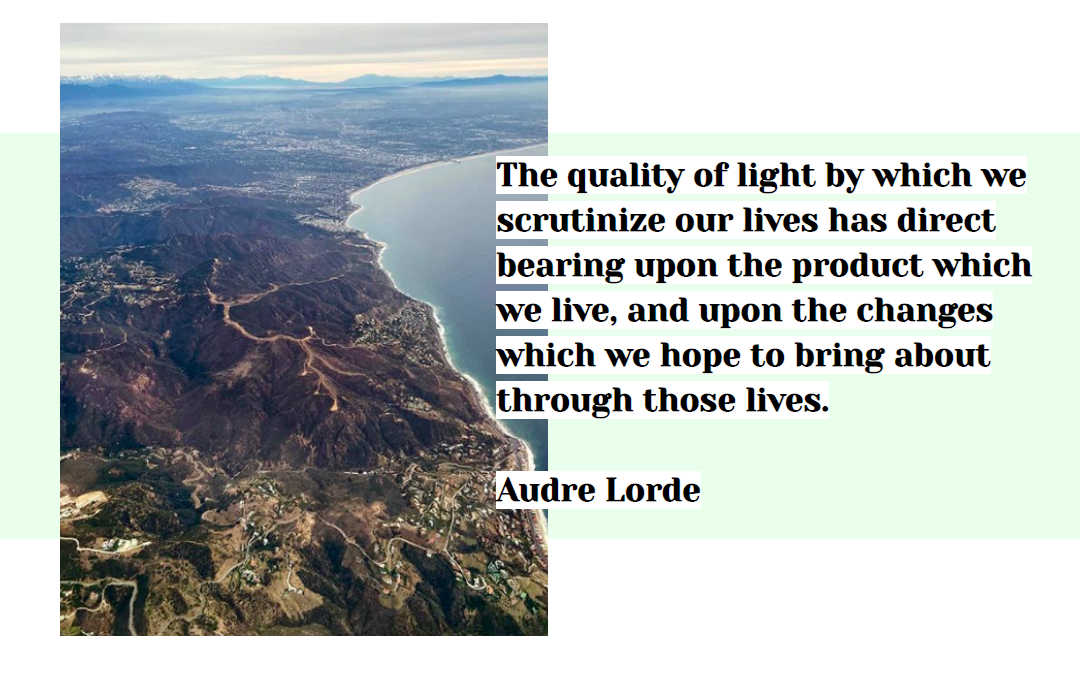 The quality of light by which we
scrutinize our lives has direct
bearing upon the product which
we live, and upon the changes
which we hope to bring about
through those lives.
Audre Lorde